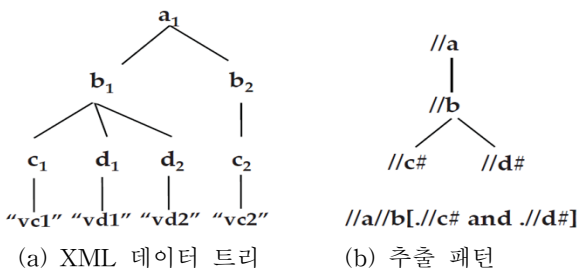 a1
//a
b1 b2
//b
c1 d1 d2 c2
//c# //d#
“vc1” “vd1” “vd2” “vc2”
//a//b[.//c# and .//d#]
(a) XML 데이터 트리
(b) 추출 패턴